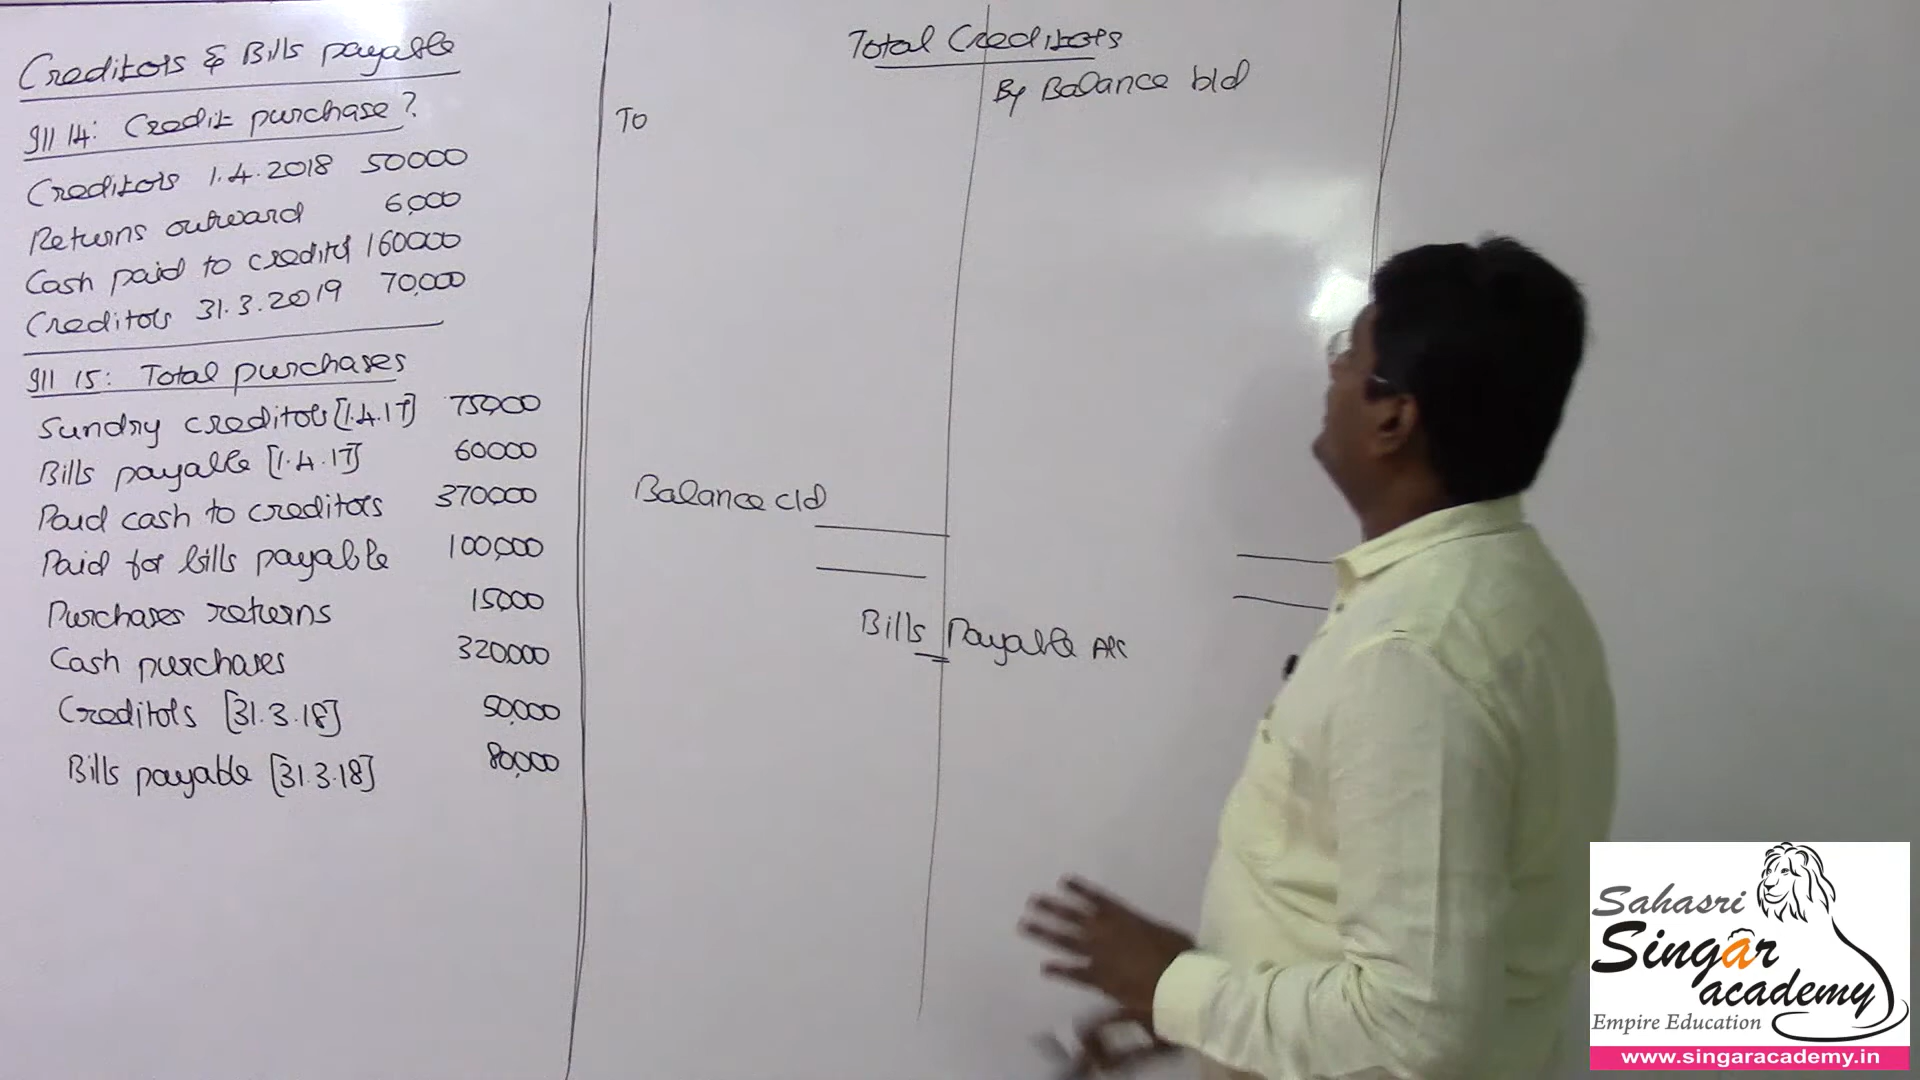 Creditors & Bills payable
Ill 14: Credit purchase?
Creditors 1.4.2018 50000
Returns outward 6,000
Cash paid to creditors 160000
Creditors 31.3.2019 70,000
Ill 15: Total purchases
Sundry creditors [1.4.17] 75000
Bills payable [1.4.17] 60000
Paid cash to creditors 370000
Paid for bills payable 100,000
Purchases returns 15000
Cash purchases 320000
Creditors [31.3.18] 50,000
Bills payable [31.3.18] 80,000
Total Creditors
By Balance b/d
To
Balance c/d
Bills Payable A/c
Sahasri
Singar
academy
Empire Education
www.singaracademy.in